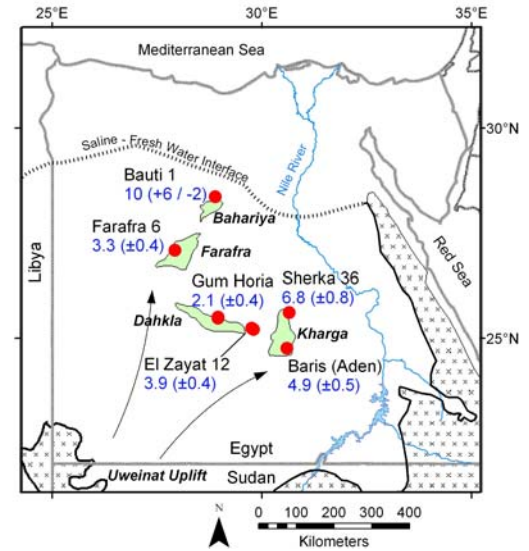 25°E 30°E 35°E
Mediterranean Sea
30°N
Saline - Fresh Water Interface
Nile River
Bauti 1
10 (+6 / -2)
Bahariya
Farafra 6
3.3 (±0.4)
Farafra
Libya
Red Sea
Gum Horia
2.1 (±0.4)
Sherka 36
6.8 (±0.8)
Dahkla
Kharga
25°N
El Zayat 12
3.9 (±0.4)
Baris (Aden)
4.9 (±0.5)
Egypt
Uweinat Uplift
Sudan
N
0 100 200 300 400
Kilometers